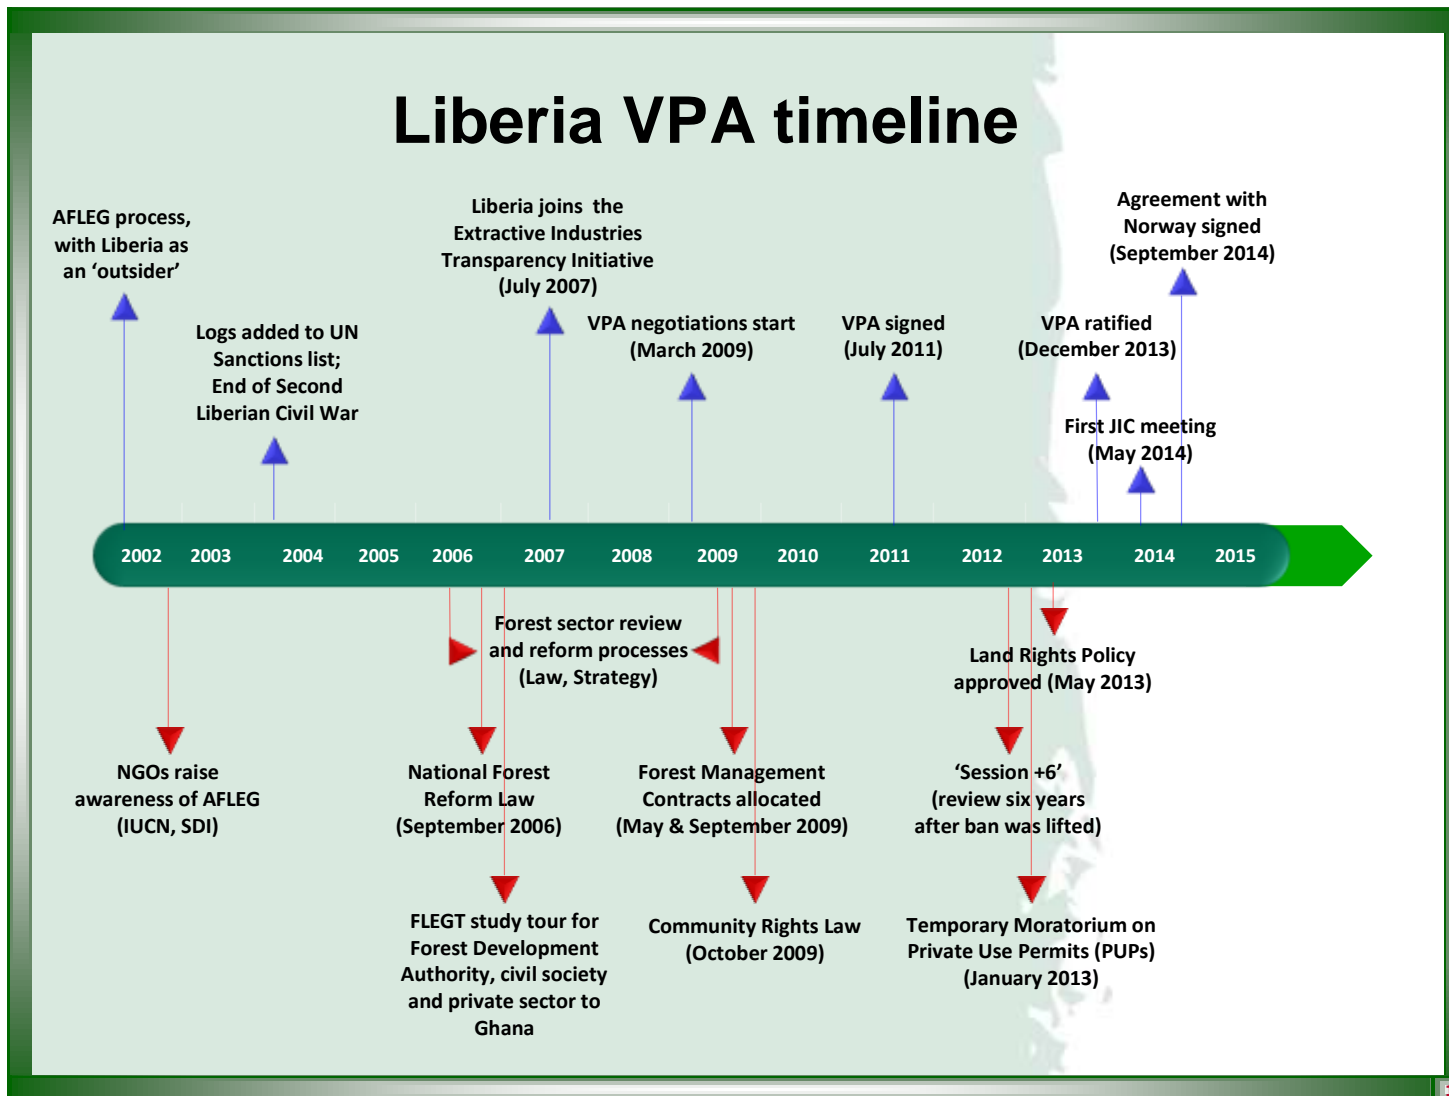 Liberia VPA timeline
AFLEG process,
with Liberia as
an ‘outsider’
Logs added to UN
Sanctions list;
End of Second
Liberian Civil War
Liberia joins the
Extractive Industries
Transparency Initiative
(July 2007)
VPA negotiations start
(March 2009)
VPA signed
(July 2011)
VPA ratified
(December 2013)
First JIC meeting
(May 2014)
Agreement with
Norway signed
(September 2014)
2002 2003 2004 2005 2006 2007 2008 2009 2010 2011 2012 2013 2014 2015
Forest sector review
and reform processes
(Law, Strategy)
Land Rights Policy
approved (May 2013)
NGOs raise
awareness of AFLEG
(IUCN, SDI)
National Forest
Reform Law
(September 2006)
Forest Management
Contracts allocated
(May & September 2009)
‘Session +6’
(review six years
after ban was lifted)
FLEGT study tour for
Forest Development
Authority, civil society
and private sector to
Ghana
Community Rights Law
(October 2009)
Temporary Moratorium on
Private Use Permits (PUPs)
(January 2013)